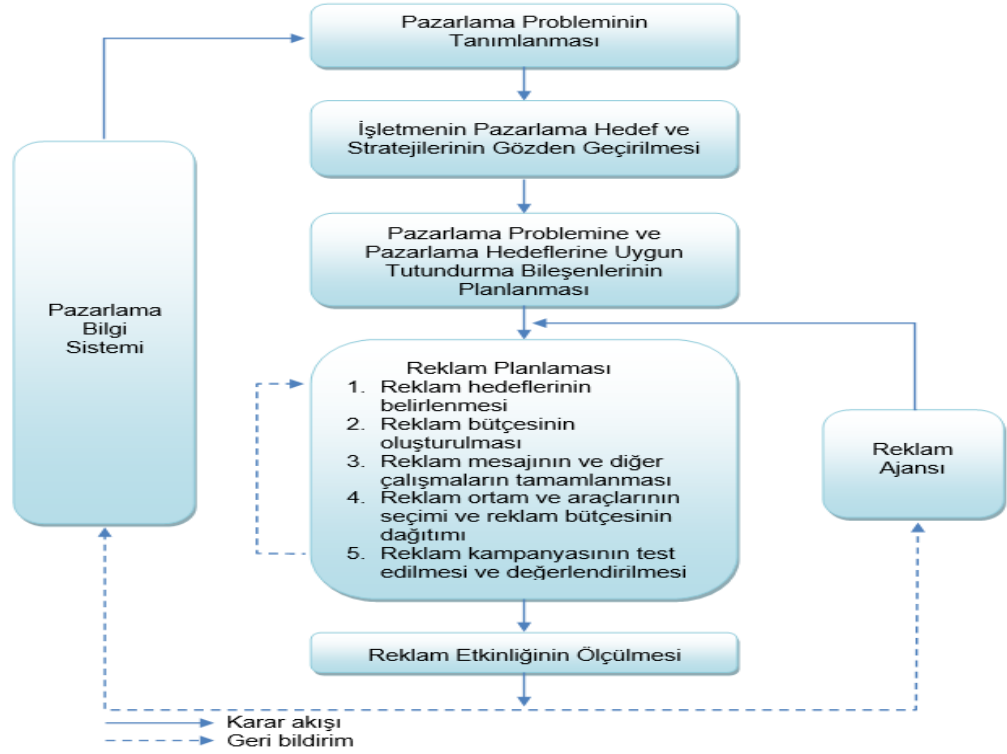 Pazarlama Probleminin
Tanımlanması
İşletmenin Pazarlama Hedef ve
Stratejilerinin Gözden Geçirilmesi
Pazarlama Problemine ve
Pazarlama Hedeflerine Uygun
Tutundurma Bileşenlerinin
Planlanması
Pazarlama
Bilgi
Sistemi
Reklam Planlaması
1. Reklam hedeflerinin
belirlenmesi
2. Reklam bütçesinin
oluşturulması
3. Reklam mesajının ve diğer
çalışmaların tamamlanması
4. Reklam ortam ve araçlarının
seçimi ve reklam bütçesinin
dağıtımı
5. Reklam kampanyasının test
edilmesi ve değerlendirilmesi
Reklam
Ajansı
Reklam Etkinliğinin Ölçülmesi
Karar akışı
Geri bildirim